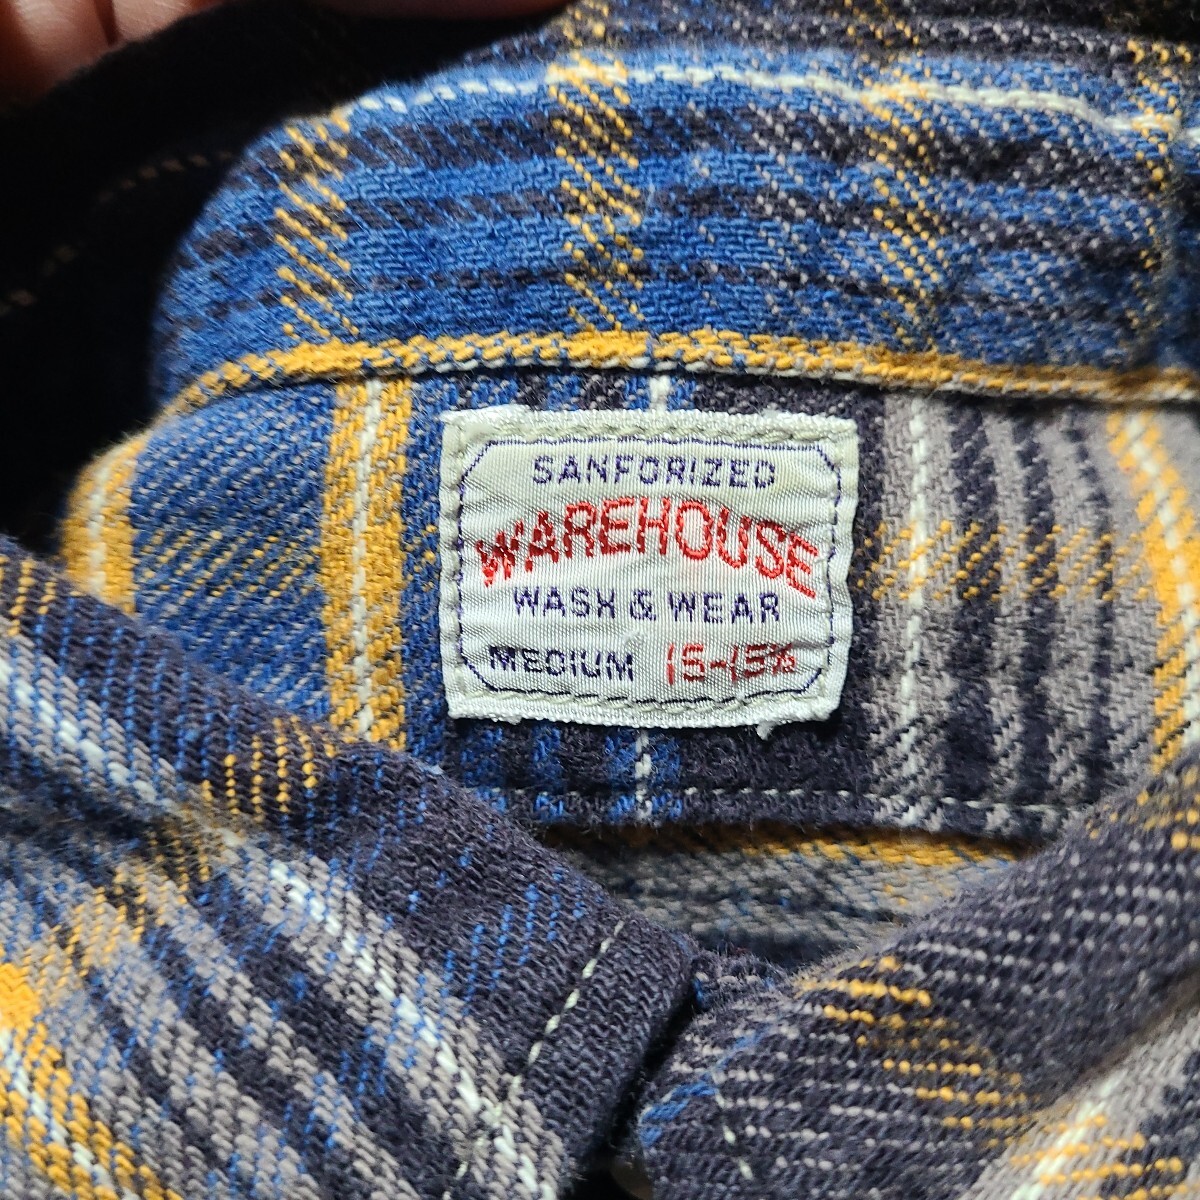 SANFORIZED
WAREHOUSE
WASH & WEAR
MEDIUM 15-15½